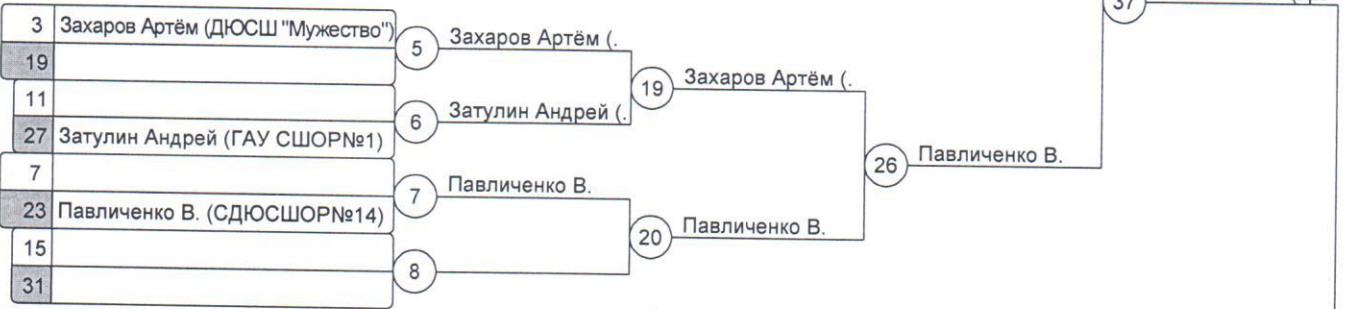 37
3 Захаров Артём (ДЮСШ "Мужество")
5 Захаров Артём (.
19
19 Захаров Артём (.
11
6 Затулин Андрей (.
27 Затулин Андрей (ГАУ СШОР№1)
26 Павличенко В.
7
7 Павличенко В.
23 Павличенко В. (СДЮСШОР№14)
20 Павличенко В.
15
8
31